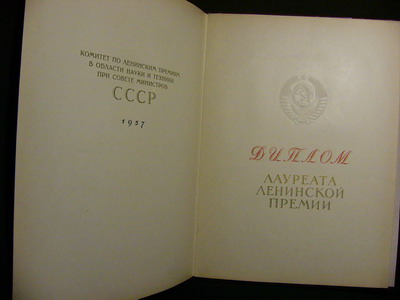 КОМИТЕТ ПО ЛЕНИНСКИМ ПРЕМИЯМ
В ОБЛАСТИ НАУКИ И ТЕХНИКИ
ПРИ СОВЕТЕ МИНИСТРОВ
СССР
1957
ДИПЛОМ
ЛАУРЕАТА
ЛЕНИНСКОЙ
ПРЕМИИ